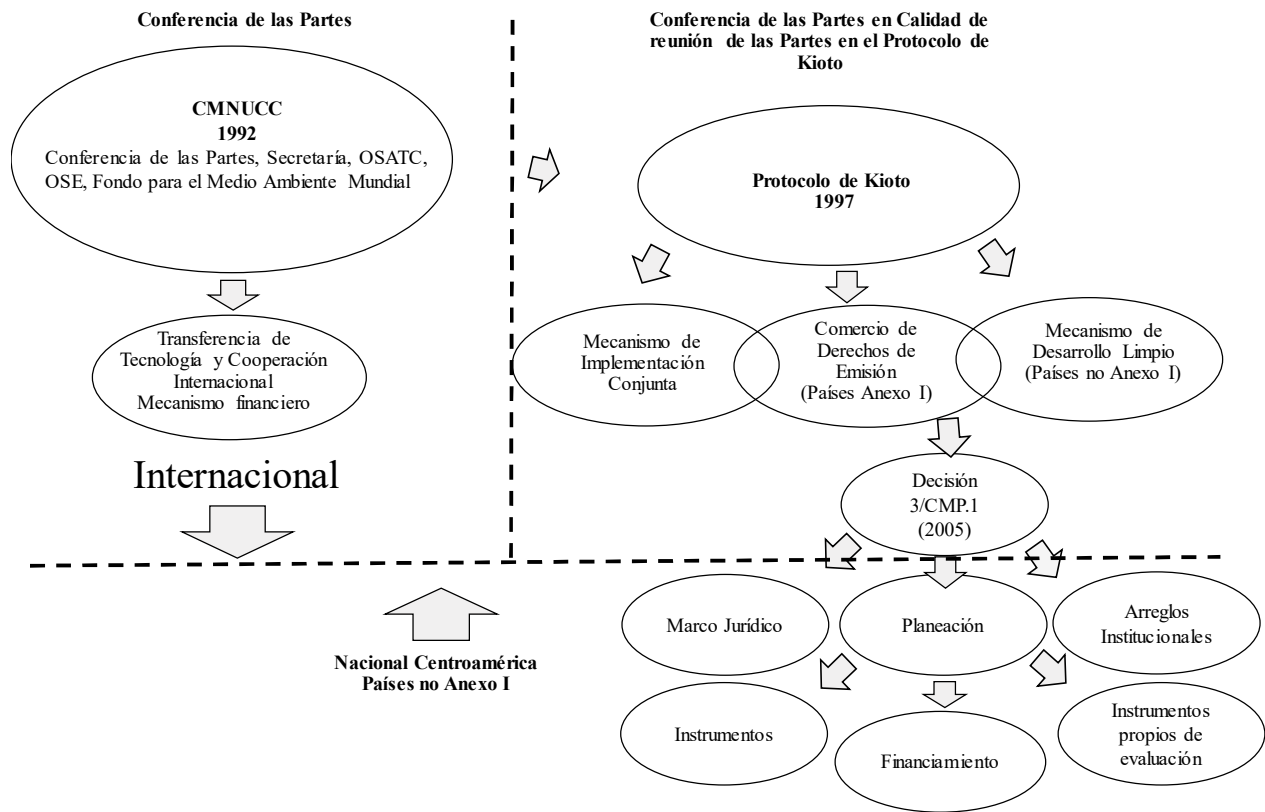 Conferencia de las Partes
CMNUCC
1992
Conferencia de las Partes, Secretaría, OSATC,
OSE, Fondo para el Medio Ambiente Mundial
Transferencia de
Tecnología y Cooperación
Internacional
Mecanismo financiero
Internacional
Conferencia de las Partes en Calidad de
reunión de las Partes en el Protocolo de
Kioto
Protocolo de Kioto
1997
Mecanismo de
Implementación
Conjunta
Comercio de
Derechos de
Emisión
(Países Anexo I)
Mecanismo de
Desarrollo Limpio
(Países no Anexo I)
Decisión
3/CMP.1
(2005)
Nacional Centroamérica
Países no Anexo I
Marco Jurídico
Planeación
Arreglos
Institucionales
Instrumentos
Financiamiento
Instrumentos
propios de
evaluación